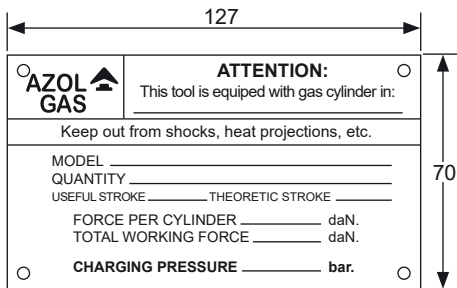 127
AZOL
GAS
ATTENTION:
This tool is equiped with gas cylinder in:
Keep out from shocks, heat projections, etc.
MODEL
QUANTITY
USEFUL STROKE THEORETIC STROKE
FORCE PER CYLINDER daN.
TOTAL WORKING FORCE daN.
CHARGING PRESSURE bar.
70